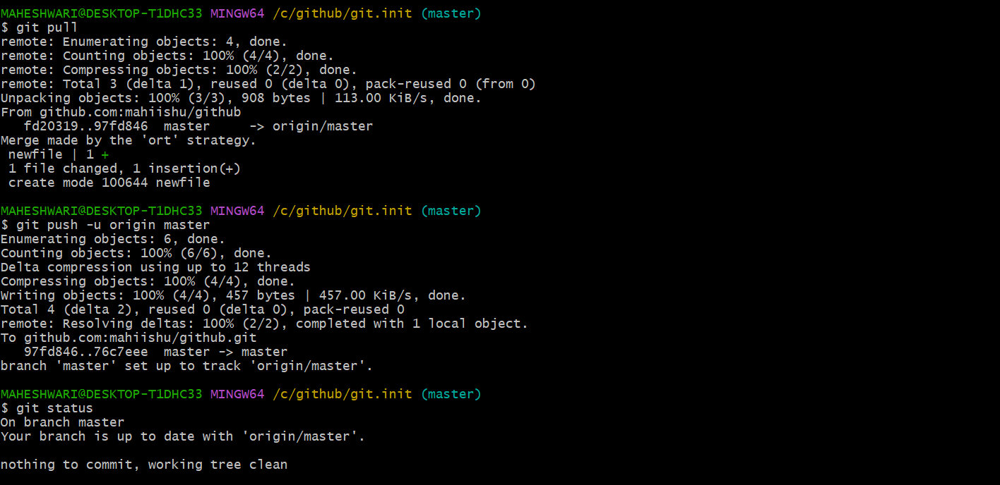 MAHESHWARI@DESKTOP-T1DHC33 MINGW64 /c/github/git.init (master)
$ git pull
remote: Enumerating objects: 4, done.
remote: Counting objects: 100% (4/4), done.
remote: Compressing objects: 100% (2/2), done.
remote: Total 3 (delta 1), reused 0 (delta 0), pack-reused 0 (from 0)
Unpacking objects: 100% (3/3), 908 bytes | 113.00 KiB/s, done.
From github.com:mahiishu/github
   fd20319..97fd846  master     -> origin/master
Merge made by the 'ort' strategy.
 newfile | 1 +
 1 file changed, 1 insertion(+)
 create mode 100644 newfile
MAHESHWARI@DESKTOP-T1DHC33 MINGW64 /c/github/git.init (master)
$ git push -u origin master
Enumerating objects: 6, done.
Counting objects: 100% (6/6), done.
Delta compression using up to 12 threads
Compressing objects: 100% (4/4), done.
Writing objects: 100% (4/4), 457 bytes | 457.00 KiB/s, done.
Total 4 (delta 2), reused 0 (delta 0), pack-reused 0
remote: Resolving deltas: 100% (2/2), completed with 1 local object.
To github.com:mahiishu/github.git
   97fd846..76c7eee  master -> master
branch 'master' set up to track 'origin/master'.
MAHESHWARI@DESKTOP-T1DHC33 MINGW64 /c/github/git.init (master)
$ git status
On branch master
Your branch is up to date with 'origin/master'.
nothing to commit, working tree clean